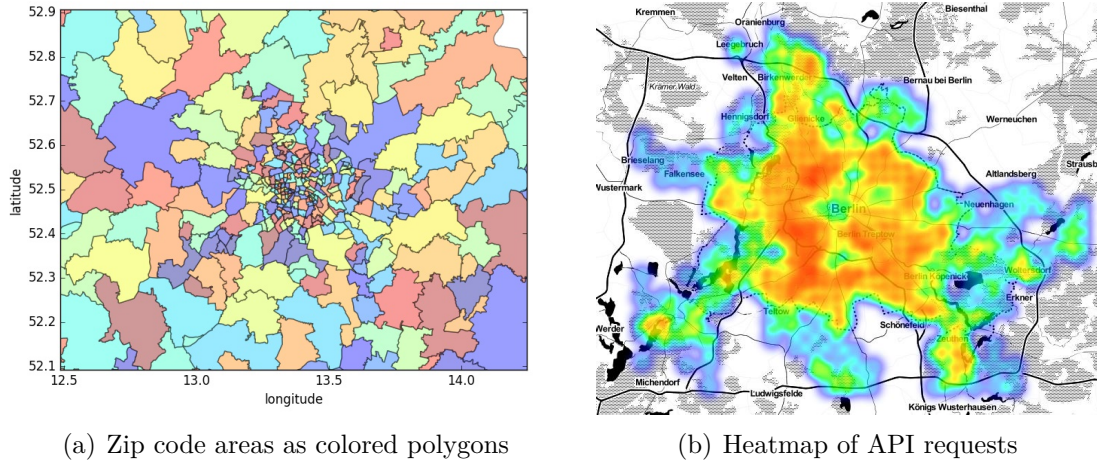 52.9
52.8
52.7
52.6
52.5
52.4
52.3
52.2
52.1
latitude
12.5
13.0
13.5
14.0
longitude
(a) Zip code areas as colored polygons
Kremmen
Oranienburg
Biesenthal
Leegebruch
Velten
Birkenwerder
Bernau bei Berlin
Krämer Wald
Hennigsdorf
Glienicke
Werneuchen
Brieselang
Falkensee
Strausb
Altlandsberg
Wustermark
Neuenhagen
Berlin
Berlin Treptow
Berlin Köpenick
Woltersdorf
Erkner
Teltow
Schönefeld
Werder
Zeuthen
Michendorf
Ludwigsfelde
Königs Wusterhausen
(b) Heatmap of API requests